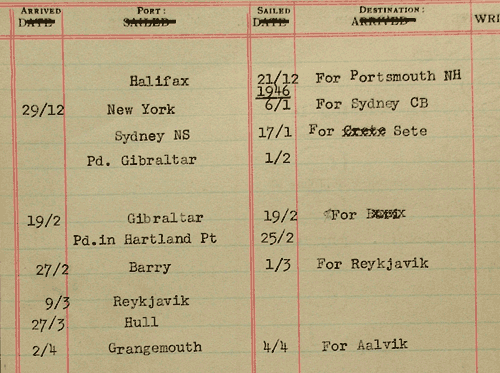 ARRIVED PORT: SAILED DESTINATION:
DATE SAILED DATE ARRIVED WRI
Halifax 21/12 For Portsmouth NH
1946
29/12 New York 6/1 For Sydney CB
Sydney NS 17/1 For Crete Sete
Pd. Gibraltar 1/2
19/2 Gibraltar 19/2 For
Pd.in Hartland Pt 25/2
27/2 Barry 1/3 For Reykjavik
9/3 Reykjavik
27/3 Hull
2/4 Grangemouth 4/4 For Aalvik